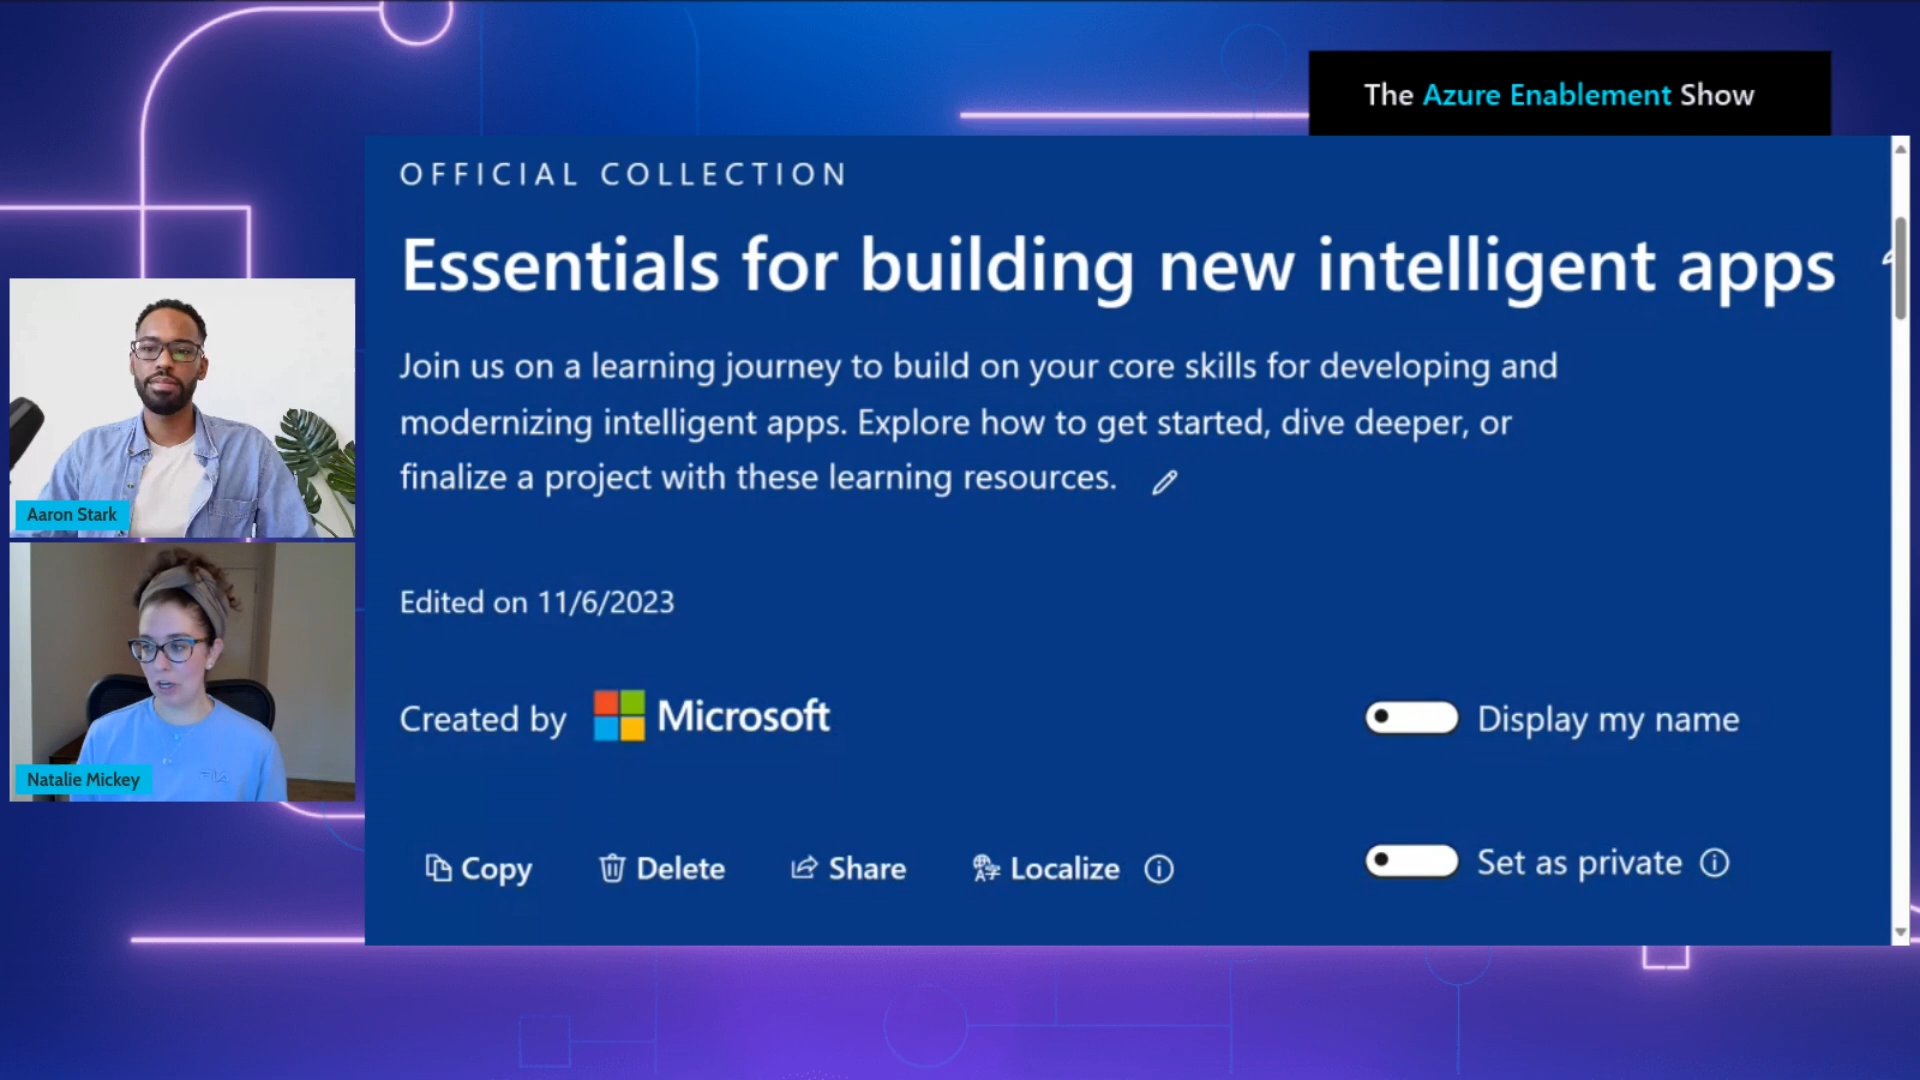 The Azure Enablement Show
OFFICIAL COLLECTION
Essentials for building new intelligent apps
Join us on a learning journey to build on your core skills for developing and
modernizing intelligent apps. Explore how to get started, dive deeper, or
finalize a project with these learning resources.
Edited on 11/6/2023
Created by Microsoft
Display my name
Copy
Delete
Share
Localize
Set as private
Aaron Stark
FILA
Natalie Mickey